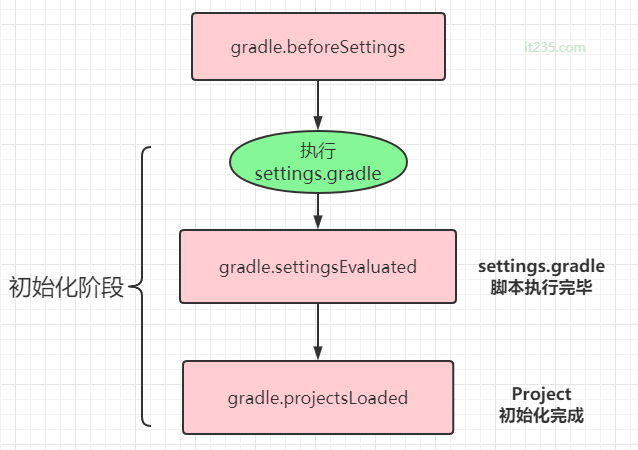 gradle.beforeSettings
it235.com
执行
settings.gradle
gradle.settingsEvaluated
settings.gradle
脚本执行完毕
初始化阶段
gradle.projectsLoaded
Project
初始化完成